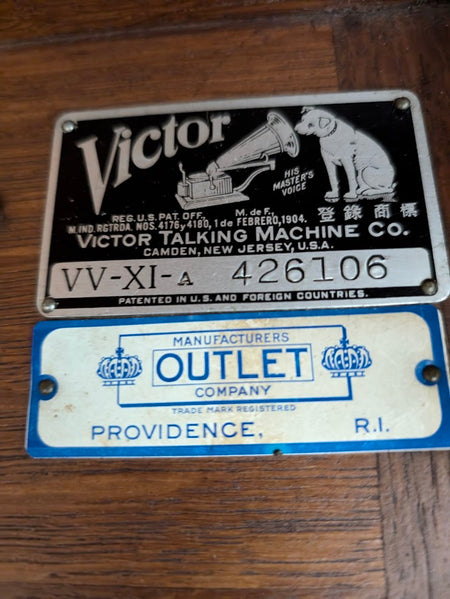 Victor
HIS
MASTER'S
VOICE
REG. U.S. PAT. OFF. M. de F.,
M. IND. RGTRDA. NOS. 4176 y 4180, 1 de FEBRERO, 1904. 登錄商標
VICTOR TALKING MACHINE CO.
CAMDEN, NEW JERSEY, U.S.A.
VV-XI-A 426106
PATENTED IN U.S. AND FOREIGN COUNTRIES.
MANUFACTURERS
OUTLET
COMPANY
TRADE MARK REGISTERED
PROVIDENCE, R.I.